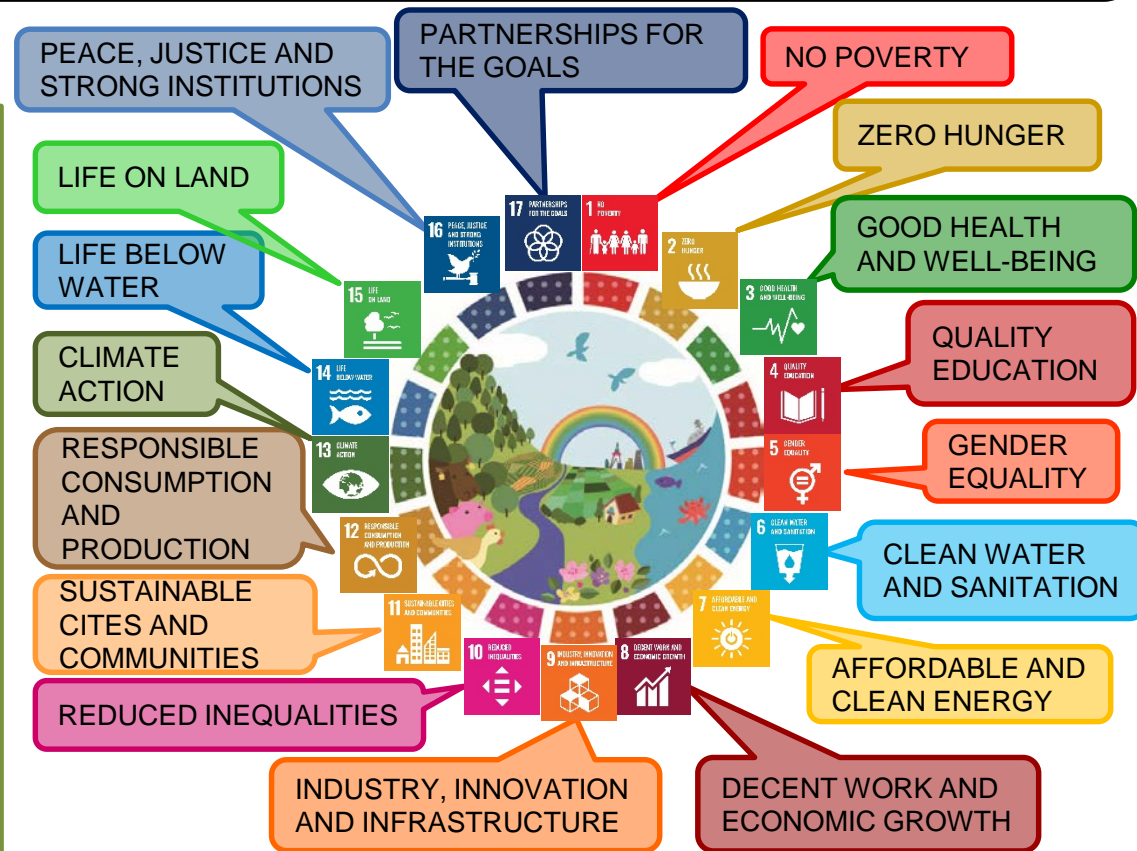 PEACE, JUSTICE AND
STRONG INSTITUTIONS
PARTNERSHIPS FOR
THE GOALS
NO POVERTY
ZERO HUNGER
GOOD HEALTH
AND WELL-BEING
QUALITY
EDUCATION
GENDER
EQUALITY
CLEAN WATER
AND SANITATION
AFFORDABLE AND
CLEAN ENERGY
DECENT WORK AND
ECONOMIC GROWTH
INDUSTRY, INNOVATION
AND INFRASTRUCTURE
REDUCED INEQUALITIES
SUSTAINABLE
CITES AND
COMMUNITIES
RESPONSIBLE
CONSUMPTION
AND
PRODUCTION
CLIMATE
ACTION
LIFE BELOW
WATER
LIFE ON LAND
17 PARTNERSHIPS
FOR THE GOALS
1 NO
POVERTY
2 ZERO
HUNGER
3 GOOD HEALTH
AND WELL-BEING
4 QUALITY
EDUCATION
5 GENDER
EQUALITY
6 CLEAN WATER
AND SANITATION
7 AFFORDABLE AND
CLEAN ENERGY
8 DECENT WORK AND
ECONOMIC GROWTH
9 INDUSTRY, INNOVATION
AND INFRASTRUCTURE
10 REDUCED
INEQUALITIES
11 SUSTAINABLE CITIES
AND COMMUNITIES
12 RESPONSIBLE
CONSUMPTION
AND PRODUCTION
13 CLIMATE
ACTION
14 LIFE
BELOW WATER
15 LIFE
ON LAND
16 PEACE, JUSTICE
AND STRONG
INSTITUTIONS